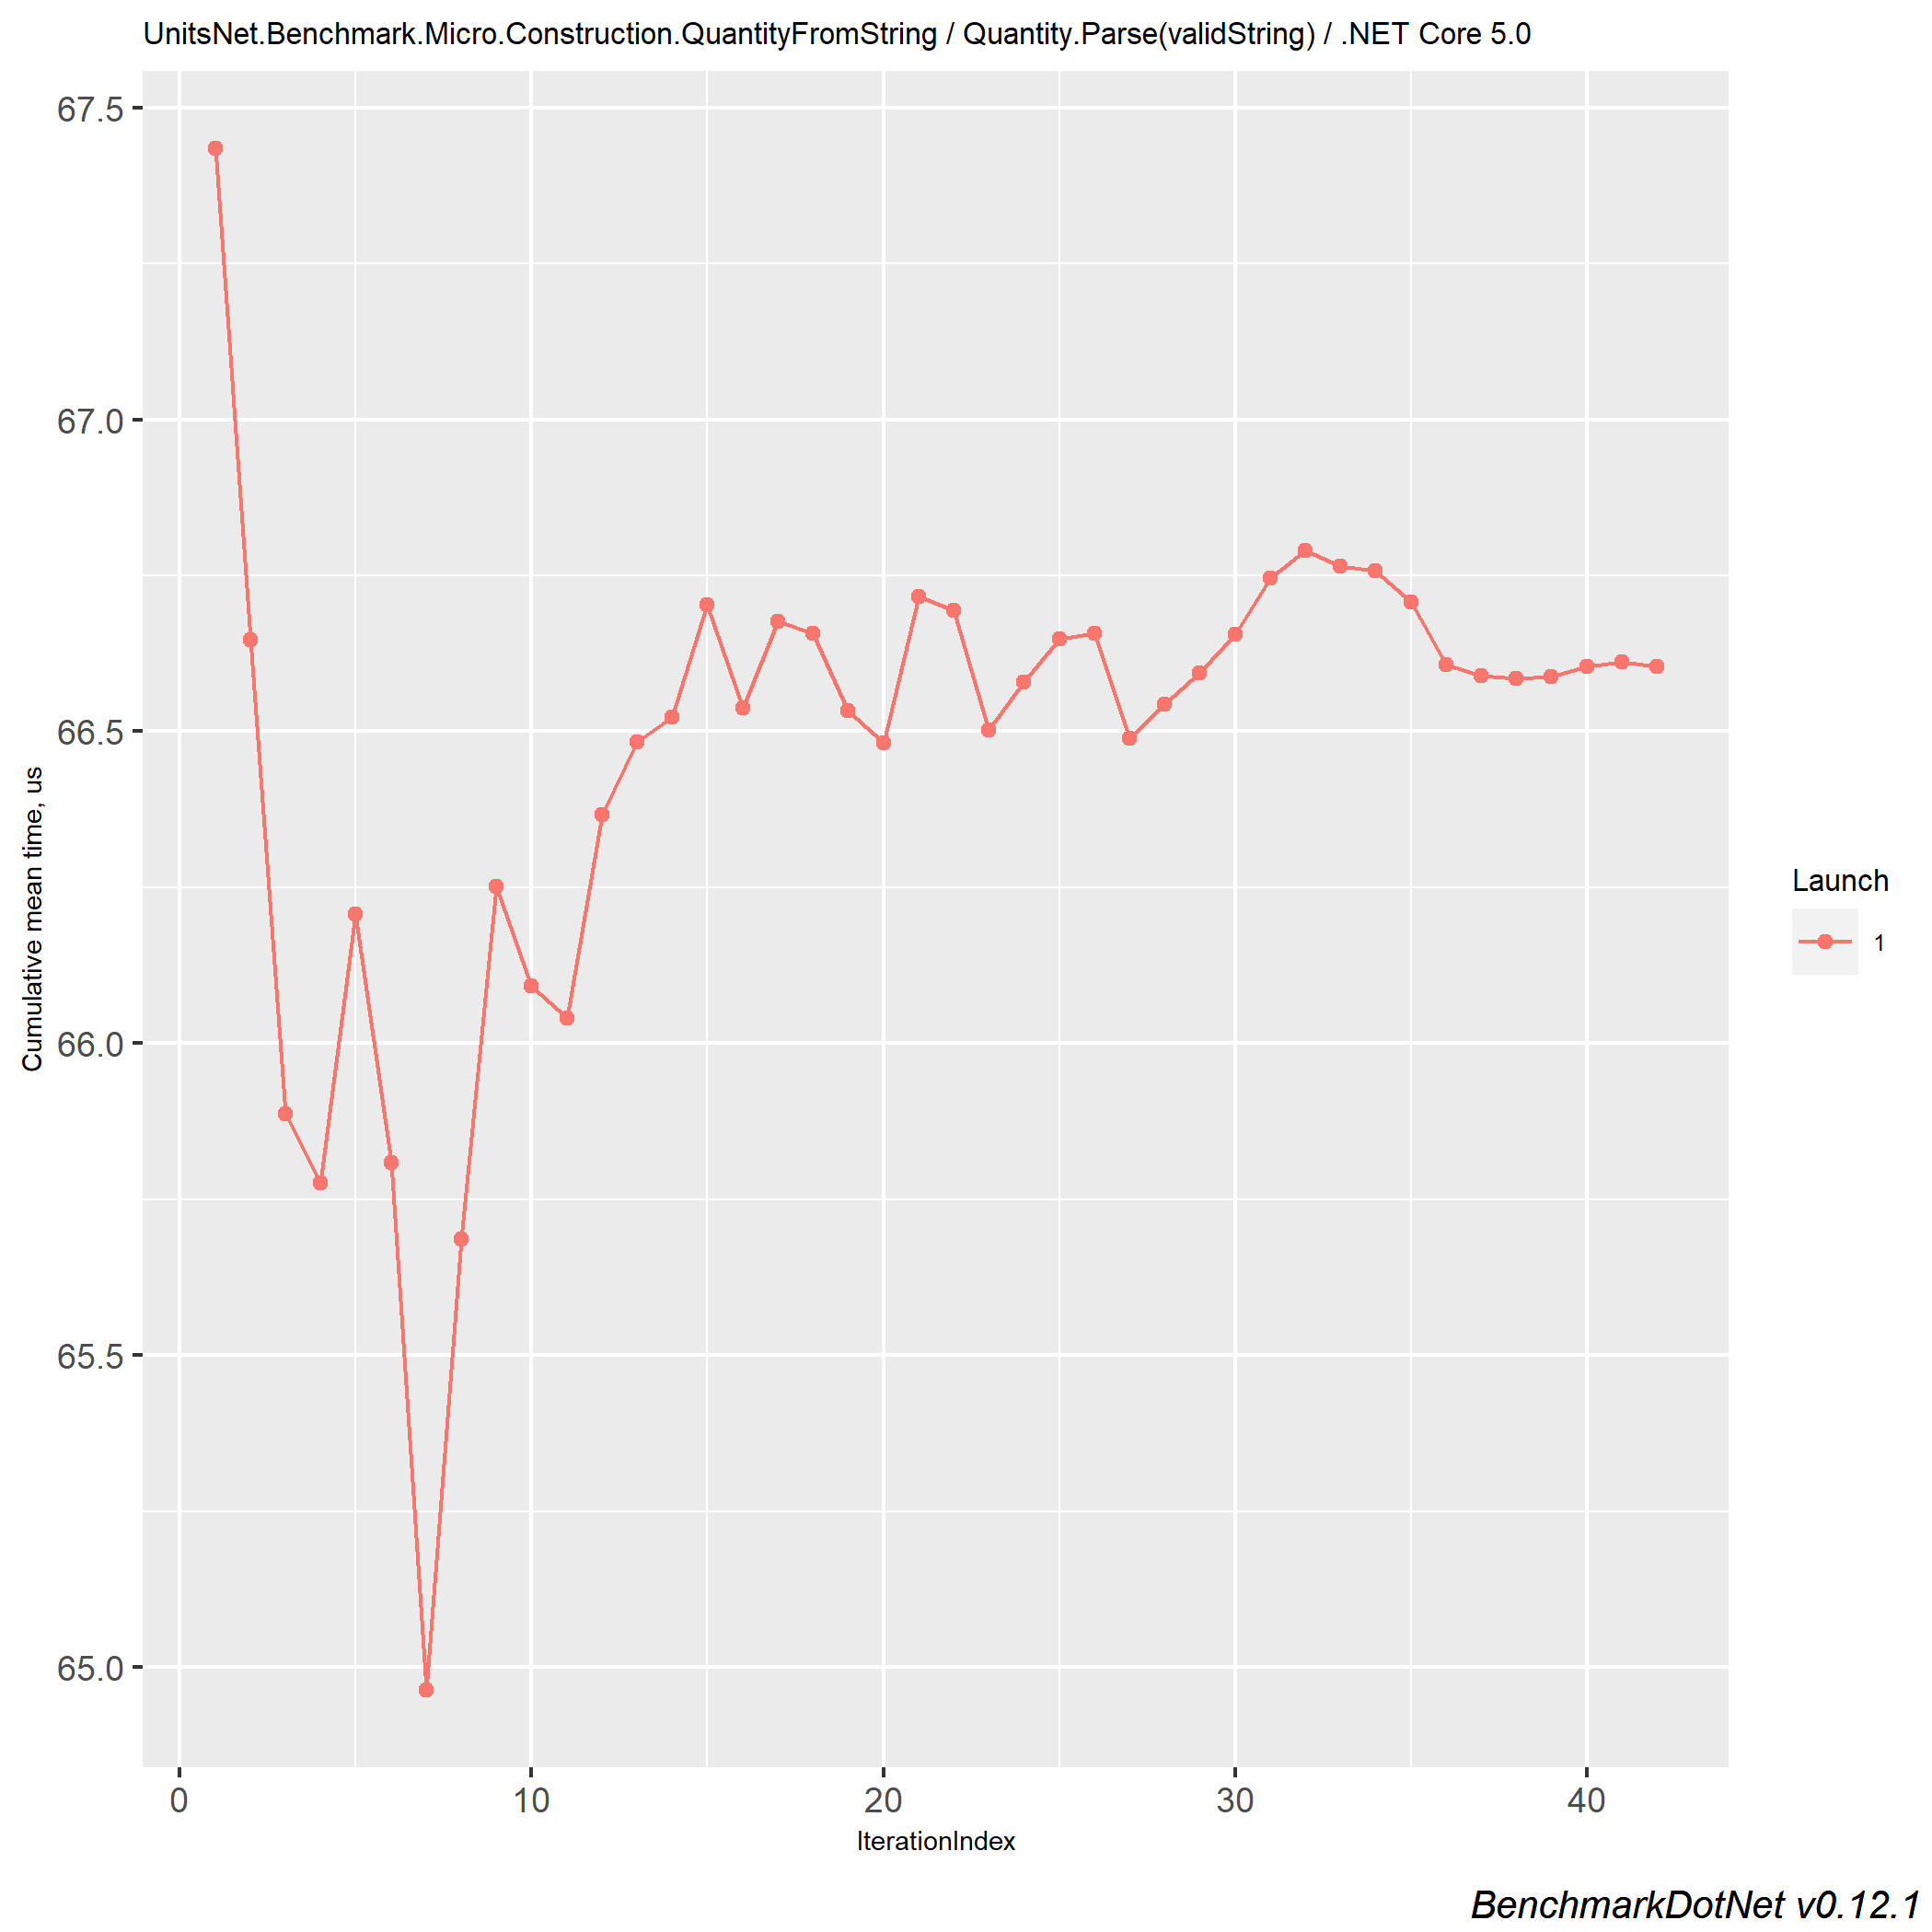 UnitsNet.Benchmark.Micro.Construction.QuantityFromString / Quantity.Parse(validString) / .NET Core 5.0
67.5
67.0
66.5
66.0
65.5
65.0
Cumulative mean time, us
0 10 20 30 40
IterationIndex
Launch
1
BenchmarkDotNet v0.12.1